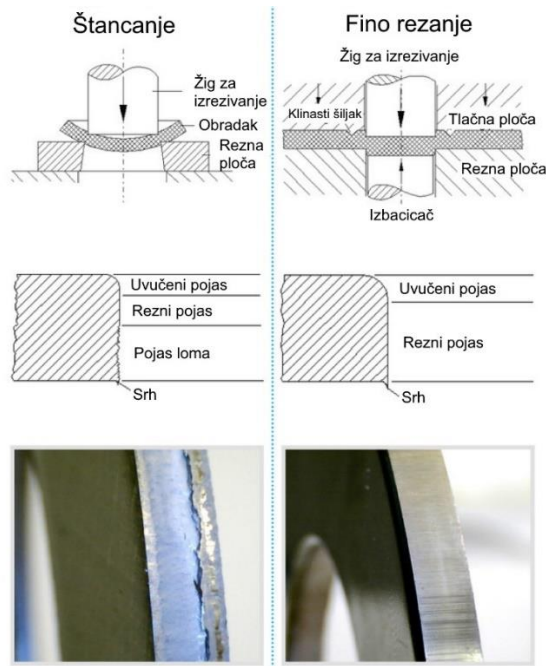 Štancanje
Žig za
izrezivanje
Obradak
Rezna
ploča
Uvučeni pojas
Rezni pojas
Pojas loma
Srh
Fino rezanje
Žig za izrezivanje
Klinasti šiljak
Tlačna ploča
Rezna ploča
Izbacicač
Uvučeni pojas
Rezni pojas
Srh